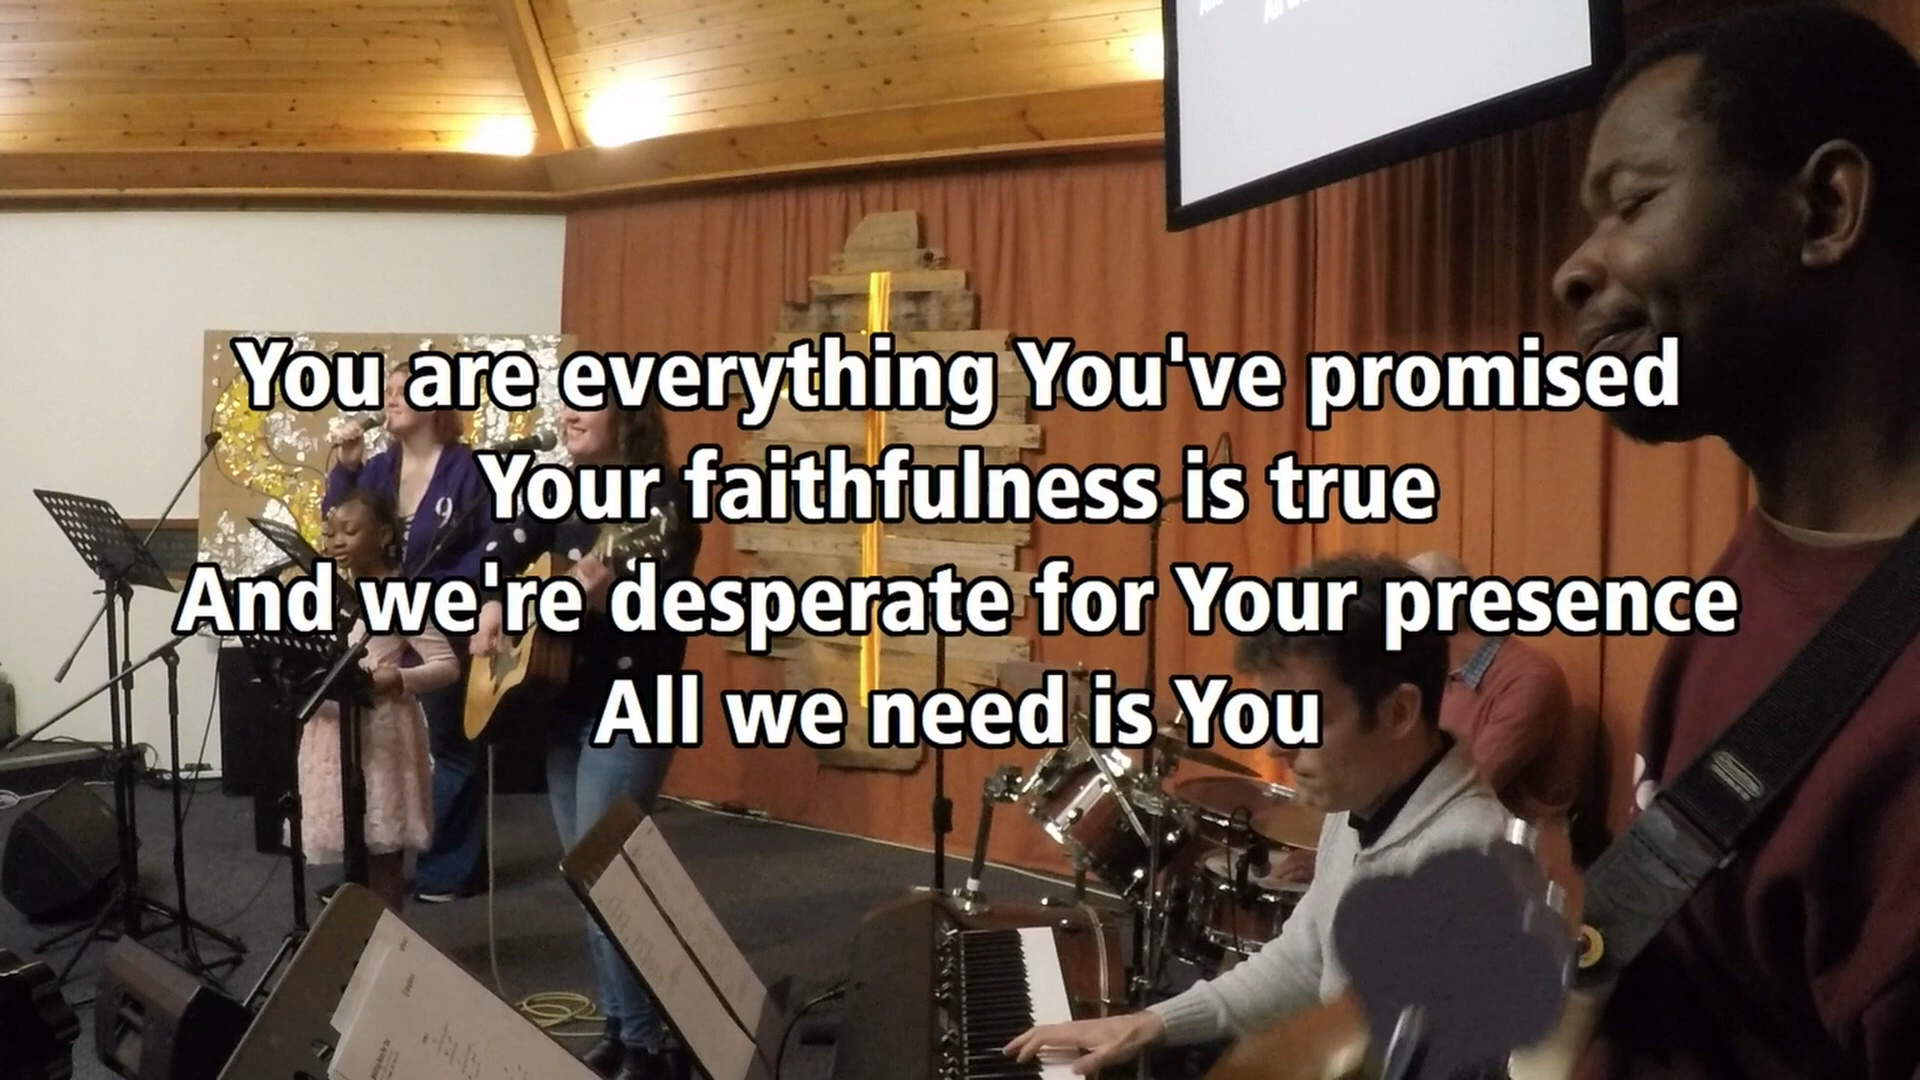 You are everything You've promised
Your faithfulness is true
And we're desperate for Your presence
All we need is You
9